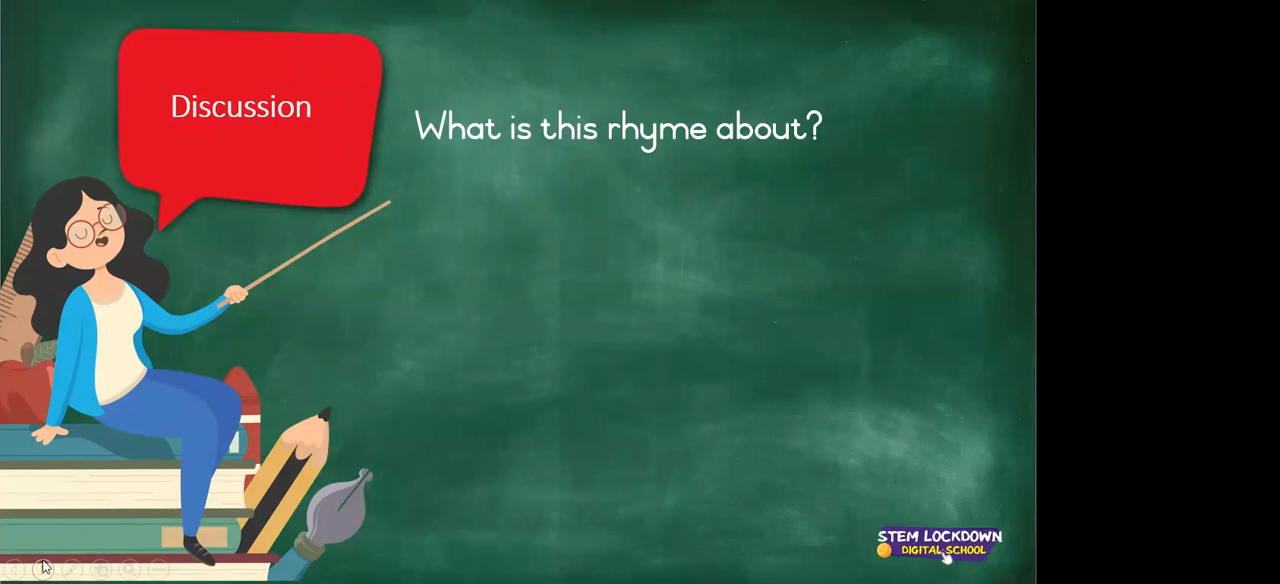 Discussion
What is this rhyme about?
STEM LOCKDOWN
DIGITAL SCHOOL